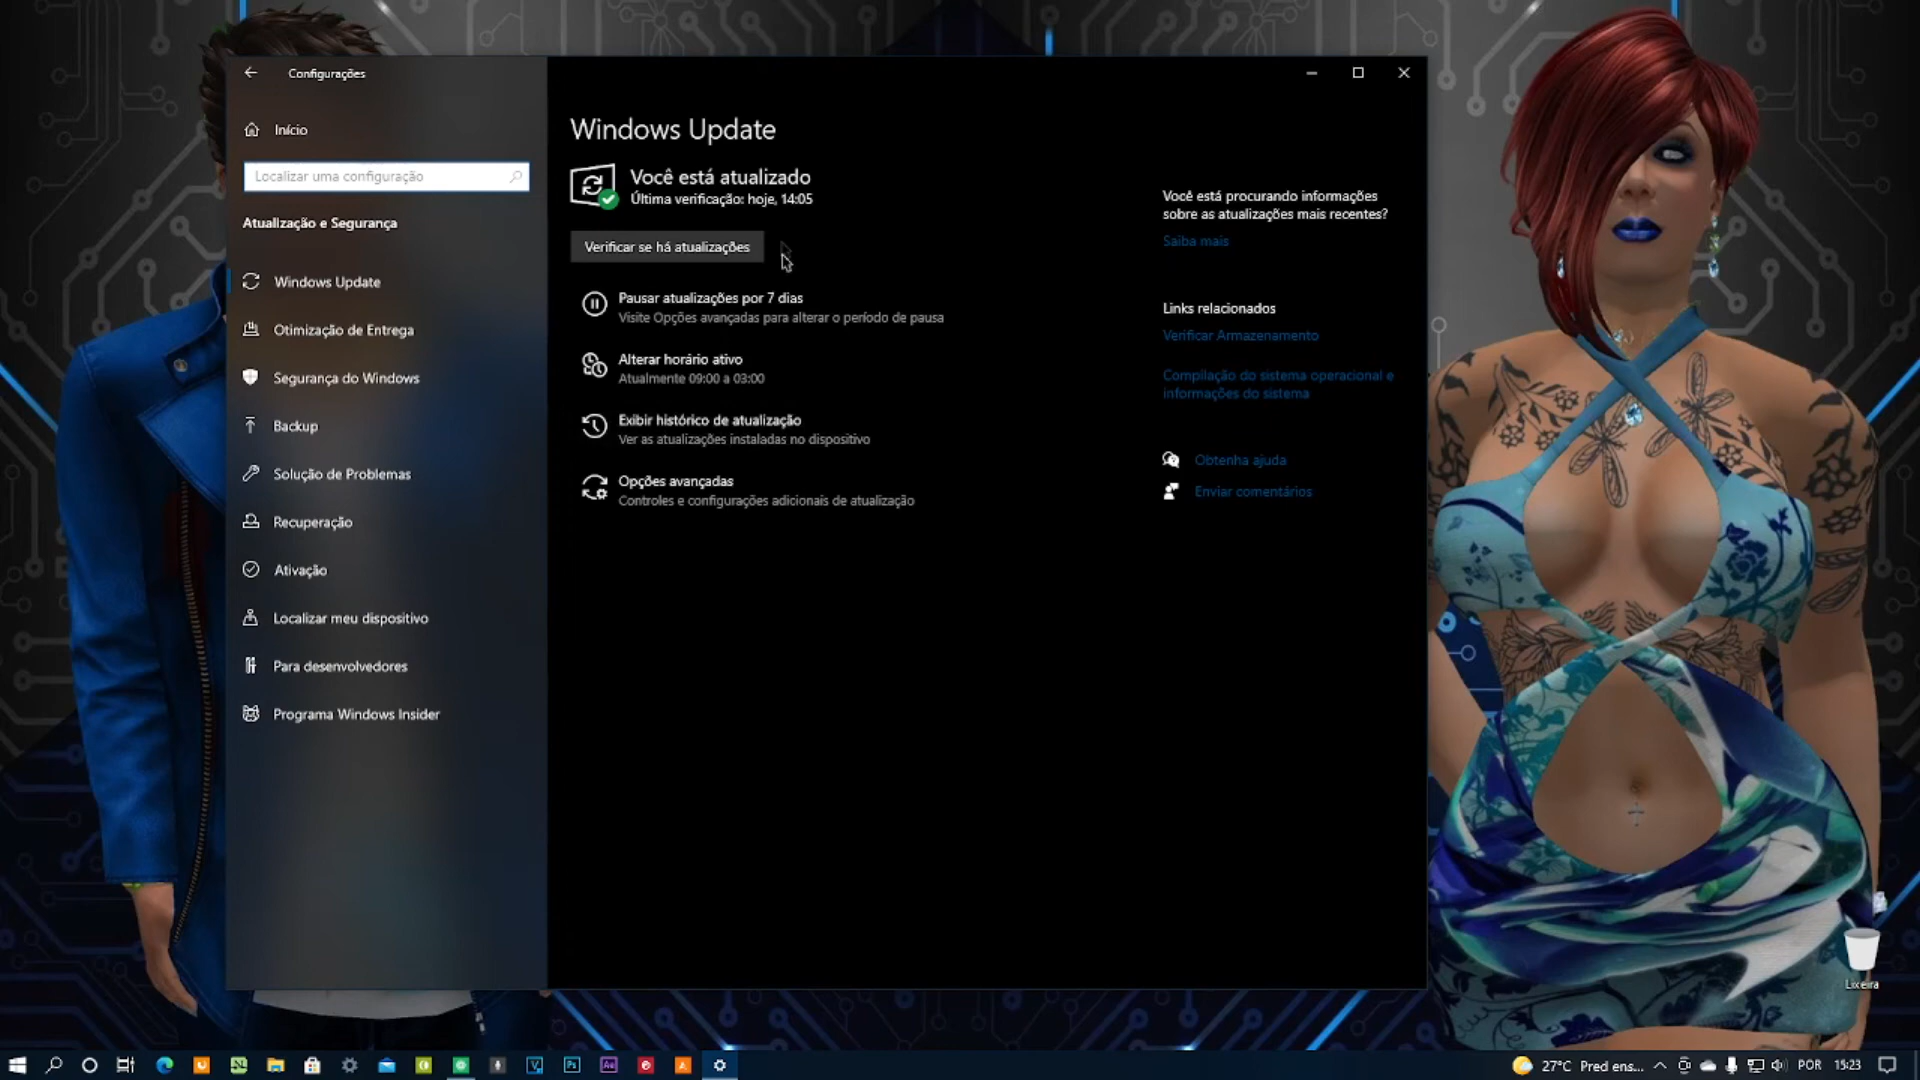 Configurações
Início
Localizar uma configuração
Atualização e Segurança
Windows Update
Otimização de Entrega
Segurança do Windows
Backup
Solução de Problemas
Recuperação
Ativação
Localizar meu dispositivo
Para desenvolvedores
Programa Windows Insider
Windows Update
Você está atualizado
Última verificação: hoje, 14:05
Verificar se há atualizações
Pausar atualizações por 7 dias
Visite Opções avançadas para alterar o período de pausa
Alterar horário ativo
Atualmente 09:00 a 03:00
Exibir histórico de atualização
Ver as atualizações instaladas no dispositivo
Opções avançadas
Controles e configurações adicionais de atualização
Você está procurando informações
sobre as atualizações mais recentes?
Saiba mais
Links relacionados
Verificar Armazenamento
Compilação do sistema operacional e
informações do sistema
Obtenha ajuda
Enviar comentários
Lixeira
Ps
Ae
27°C Pred ens...
POR
15:23